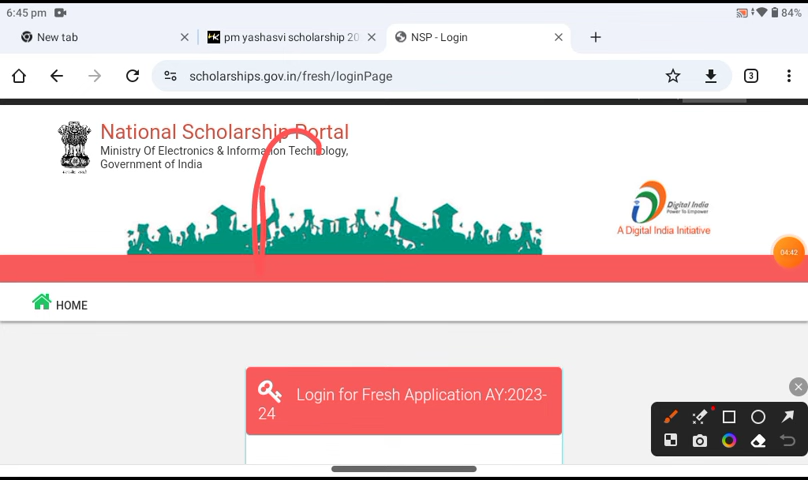 6:45 pm
84%
New tab
pm yashasvi scholarship 20
NSP - Login
scholarships.gov.in/fresh/loginPage
3
National Scholarship Portal
Ministry Of Electronics & Information Technology,
Government of India
Digital India
Power To Empower
A Digital India Initiative
04:42
HOME
Login for Fresh Application AY:2023-
24